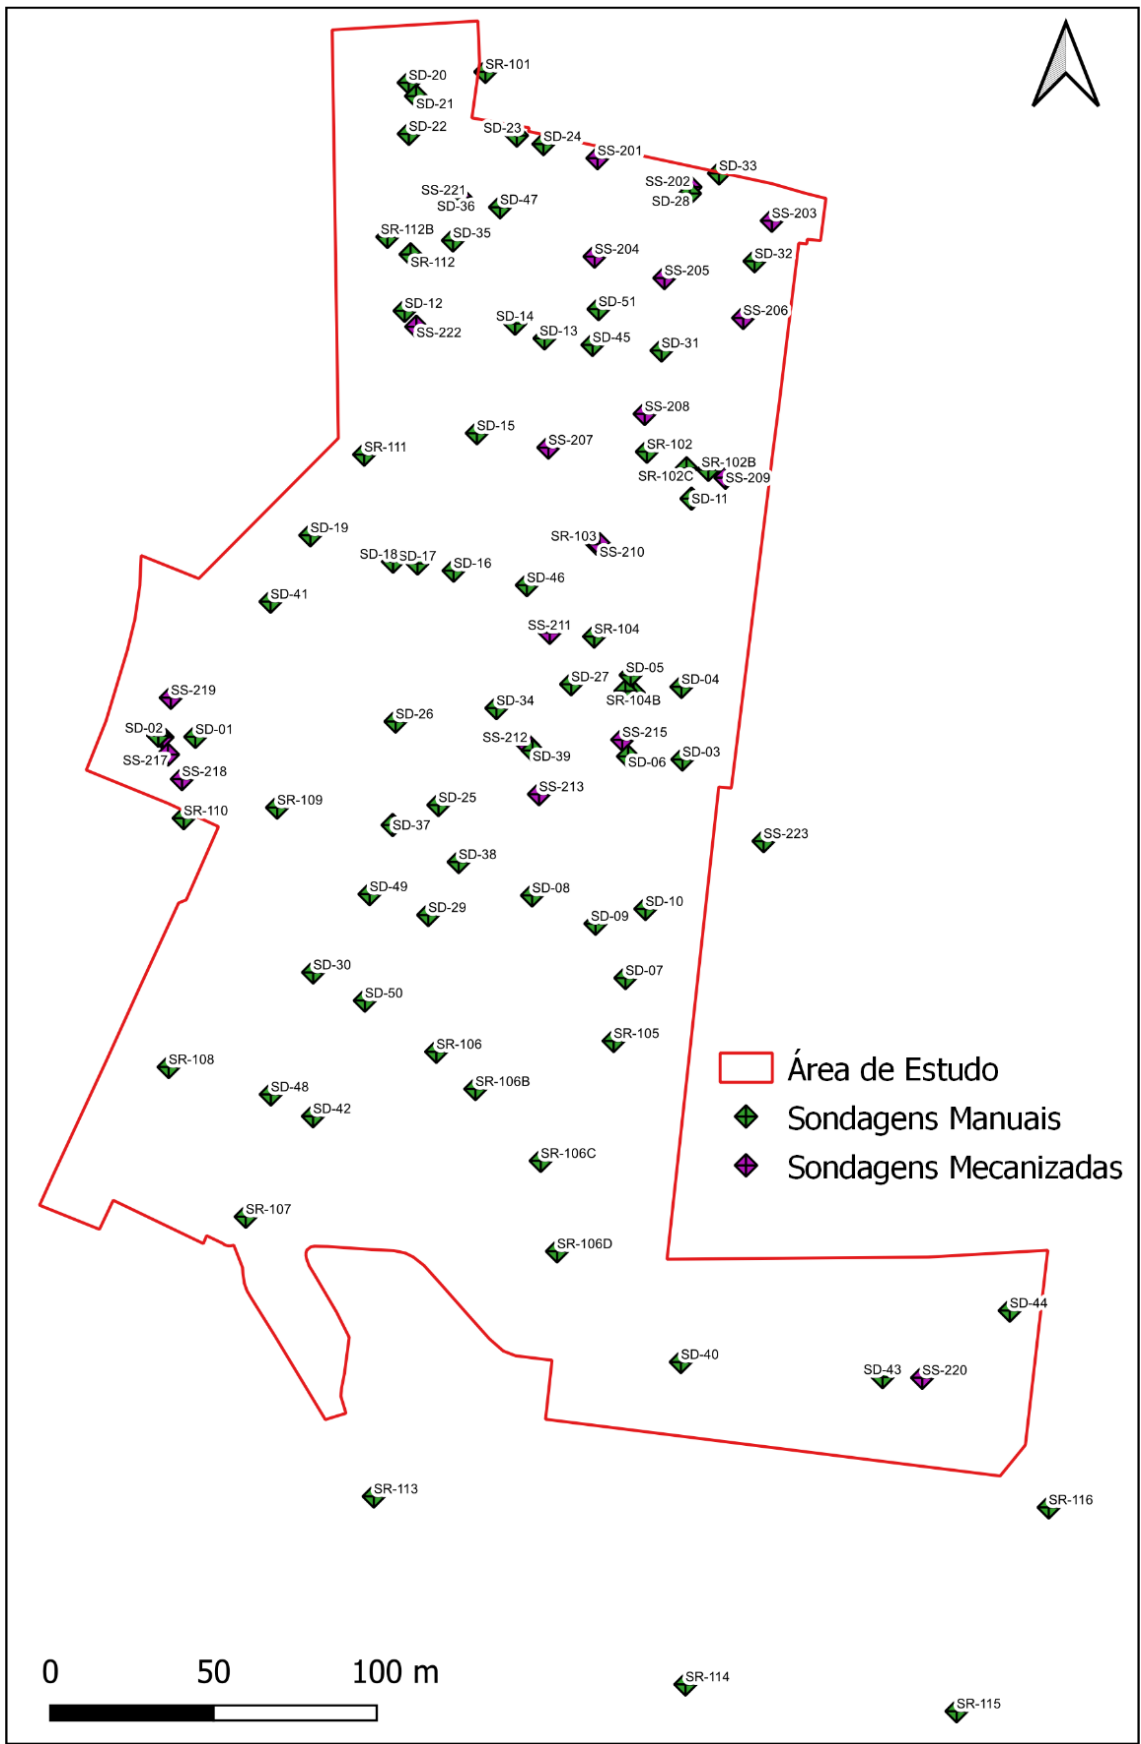 SR-101
SD-20
SD-21
SD-22
SD-23
SD-24
SS-201
SD-33
SS-202
SD-28
SS-221
SD-36
SD-47
SS-203
SR-112B
SD-35
SR-112
SS-204
SD-32
SS-205
SD-12
SS-222
SD-14
SD-51
SS-206
SD-13
SD-45
SD-31
SS-208
SD-15
SR-111
SS-207
SR-102
SR-102B
SR-102C
SS-209
SD-11
SD-19
SR-103
SS-210
SD-18
SD-17
SD-16
SD-46
SD-41
SS-211
SR-104
SD-05
SD-27
SD-04
SR-104B
SS-219
SD-34
SD-26
SD-02
SD-01
SS-212
SS-215
SD-39
SD-06
SD-03
SS-217
SS-218
SS-213
SR-109
SD-25
SR-110
SD-37
SS-223
SD-38
SD-49
SD-08
SD-29
SD-10
SD-09
SD-30
SD-07
SD-50
SR-105
SR-106
SR-108
Área de Estudo
SR-106B
SD-48
SD-42
Sondagens Manuais
SR-106C
Sondagens Mecanizadas
SR-107
SR-106D
SD-44
SD-40
SD-43
SS-220
SR-113
SR-116
0 50 100 m
SR-114
SR-115